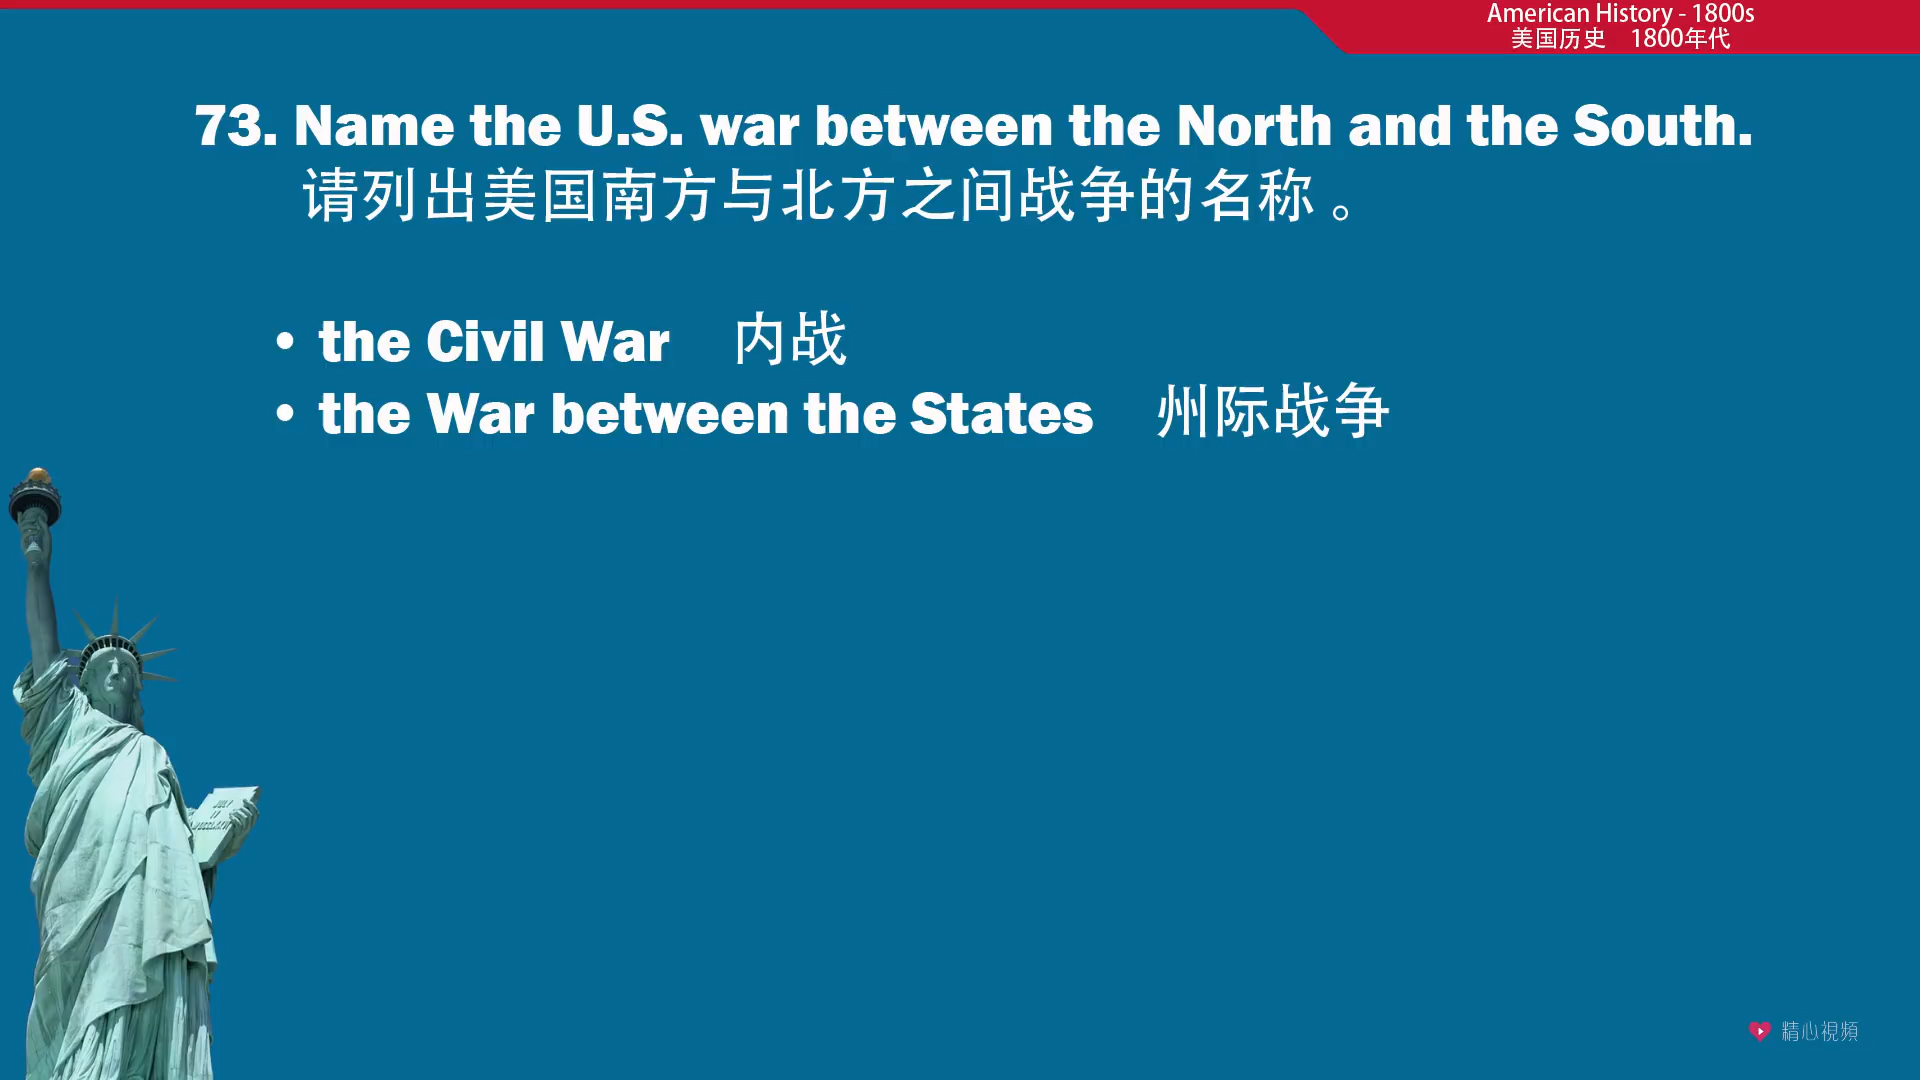 American History - 1800s
美国历史 1800年代
73. Name the U.S. war between the North and the South.
请列出美国南方与北方之间战争的名称。
• the Civil War 内战
• the War between the States 州际战争
JULY
IV
精心視頻